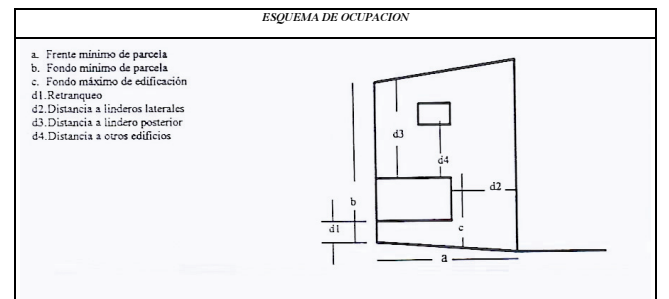 ESQUEMA DE OCUPACION
a. Frente mínimo de parcela
b. Fondo mínimo de parcela
c. Fondo máximo de edificación
d1.Retranqueo
d2.Distancia a linderos laterales
d3.Distancia a lindero posterior
d4.Distancia a otros edificios
d3
d4
d2
b
c
d1
a